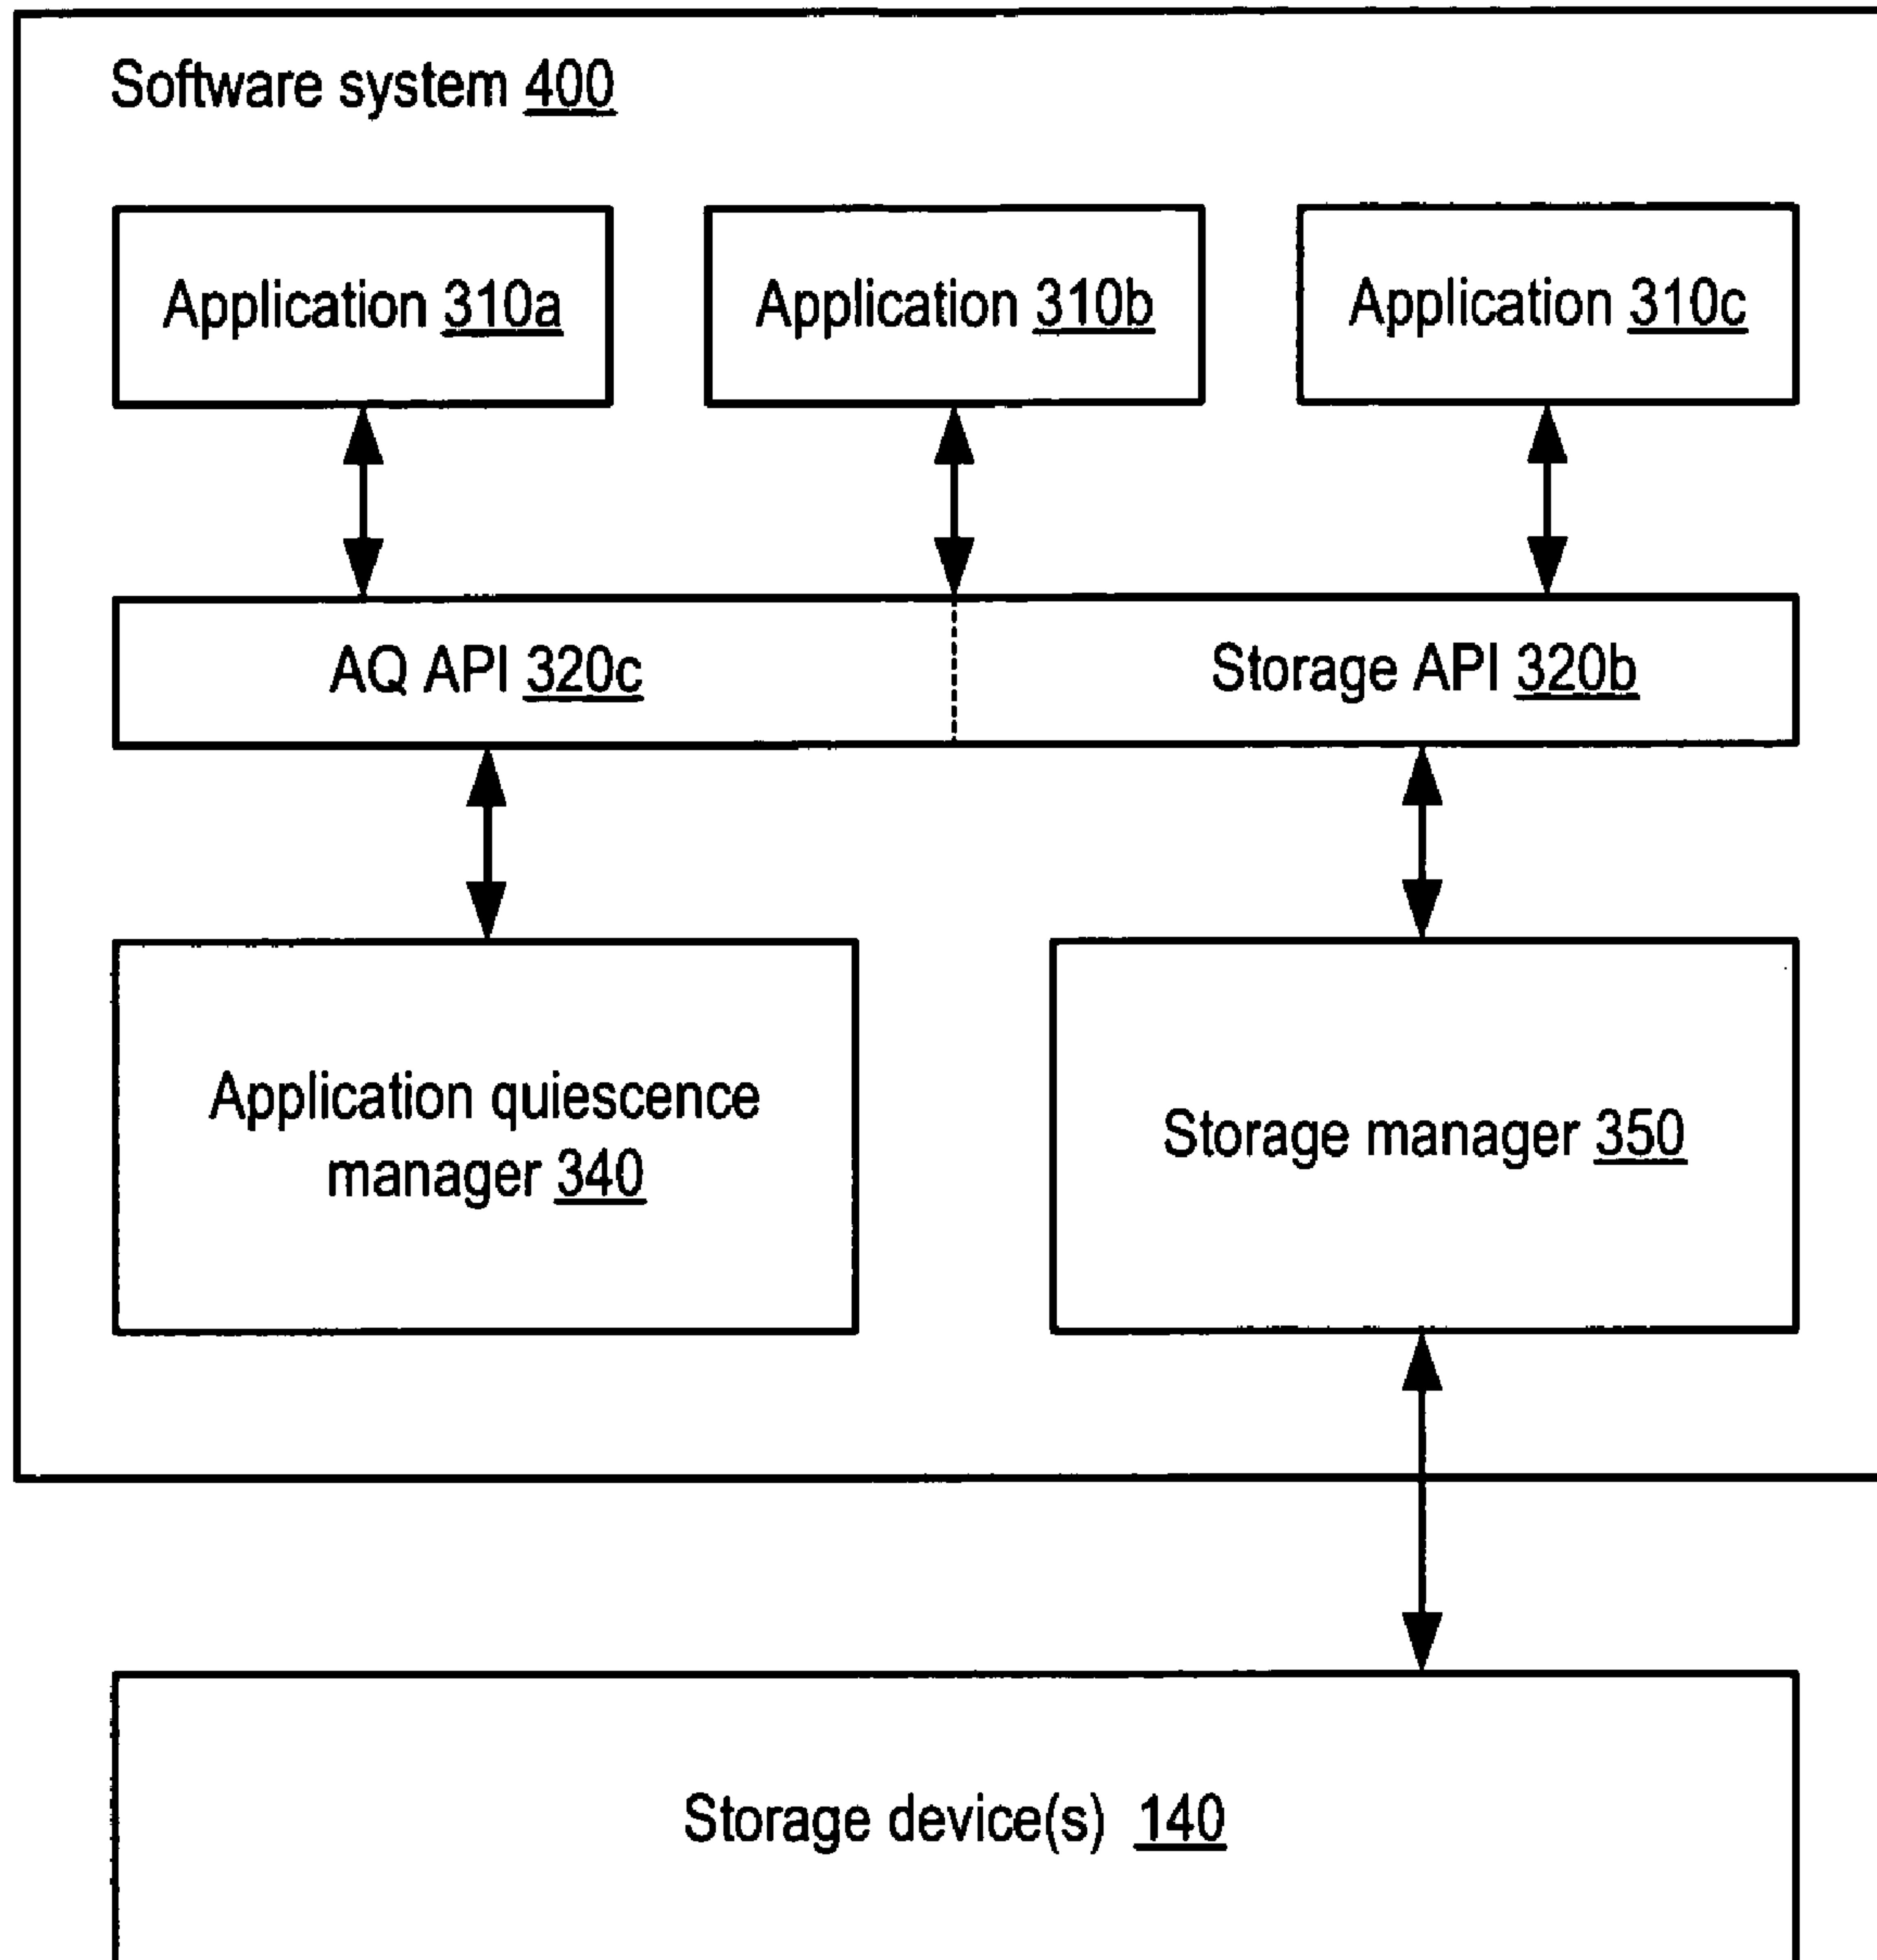 Software system 400
Application 310a
Application 310b
Application 310c
AQ API 320c
Storage API 320b
Application quiescence
manager 340
Storage manager 350
Storage device(s) 140